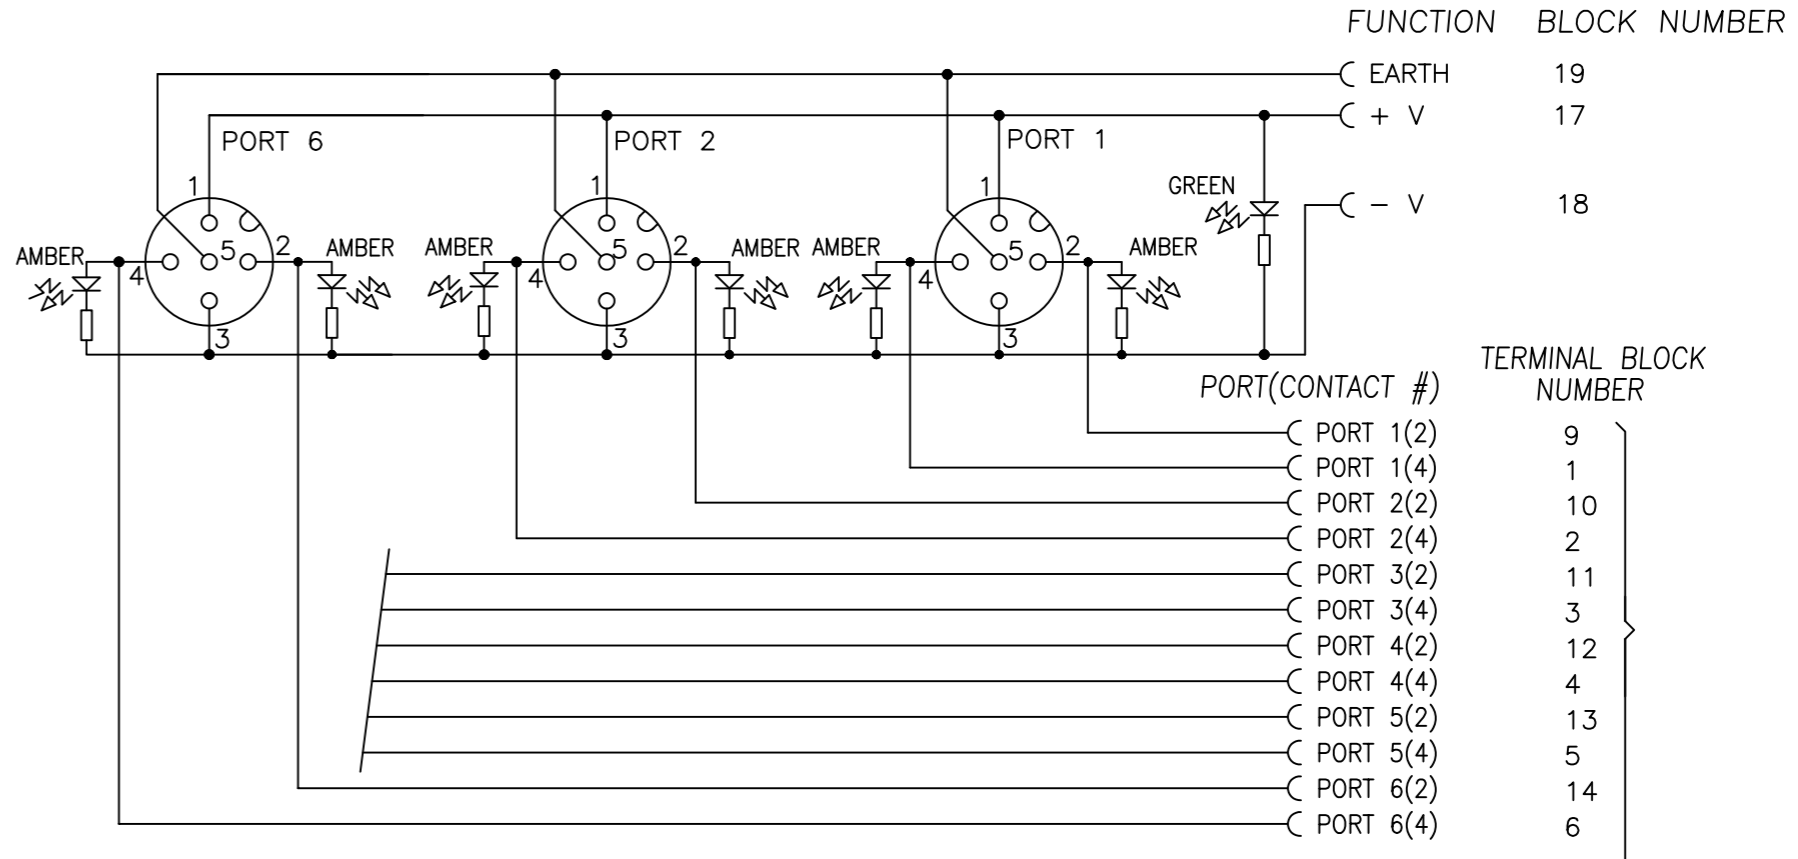 FUNCTION BLOCK NUMBER
EARTH 19
+ V 17
PORT 6 PORT 2 PORT 1
1 1 1 GREEN
- V 18
AMBER 4 5 2 AMBER AMBER 4 5 2 AMBER AMBER 4 5 2 AMBER
3 3 3
TERMINAL BLOCK
PORT(CONTACT #) NUMBER
PORT 1(2) 9
PORT 1(4) 1
PORT 2(2) 10
PORT 2(4) 2
PORT 3(2) 11
PORT 3(4) 3
PORT 4(2) 12
PORT 4(4) 4
PORT 5(2) 13
PORT 5(4) 5
PORT 6(2) 14
PORT 6(4) 6